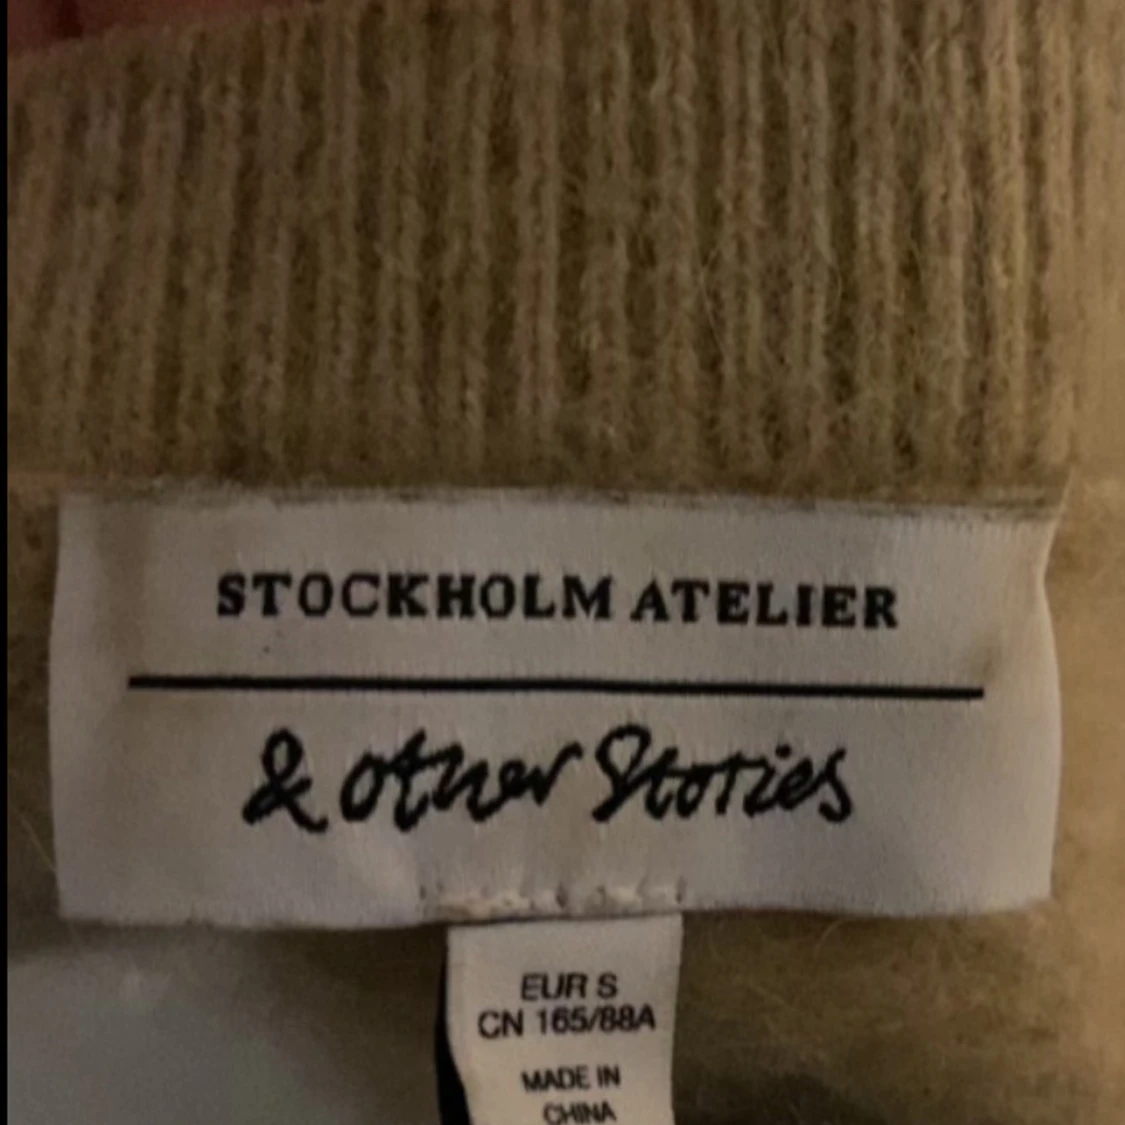 STOCKHOLM ATELIER
& other Stories
EUR S
CN 165/88A
MADE IN
CHINA